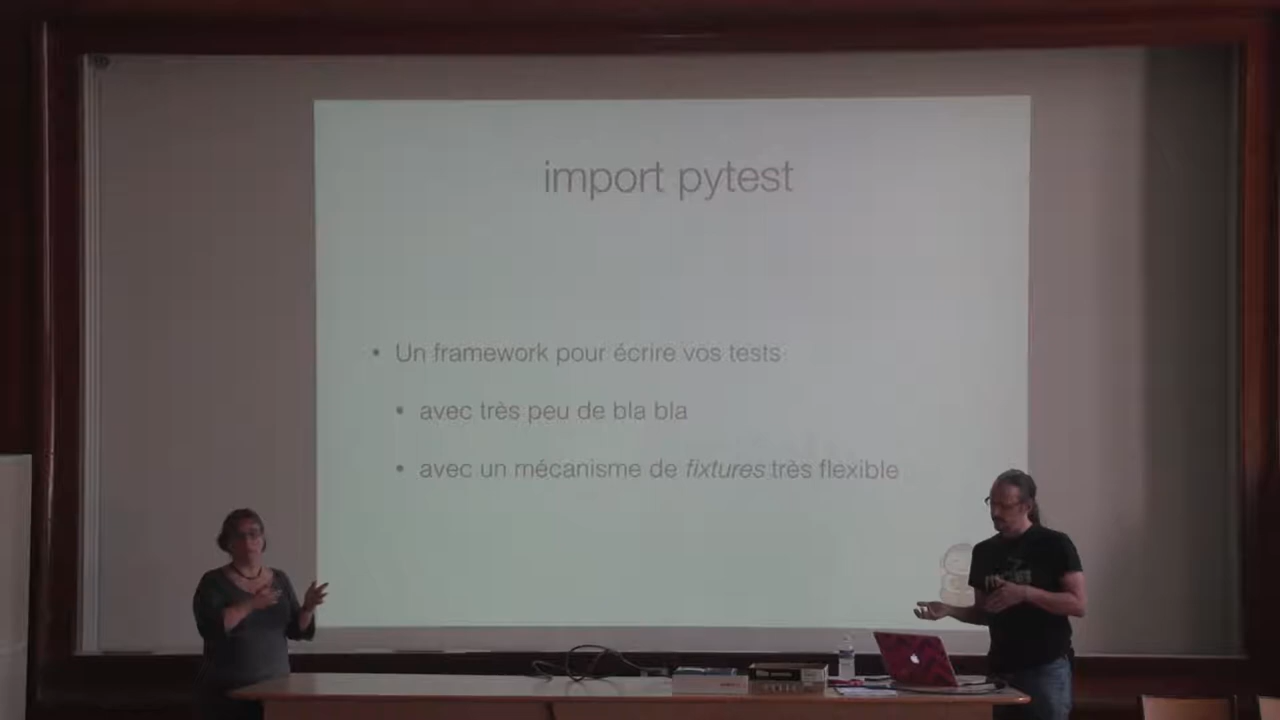 import pytest
• Un framework pour écrire vos tests
• avec très peu de bla bla
• avec un mécanisme de fixtures très flexible